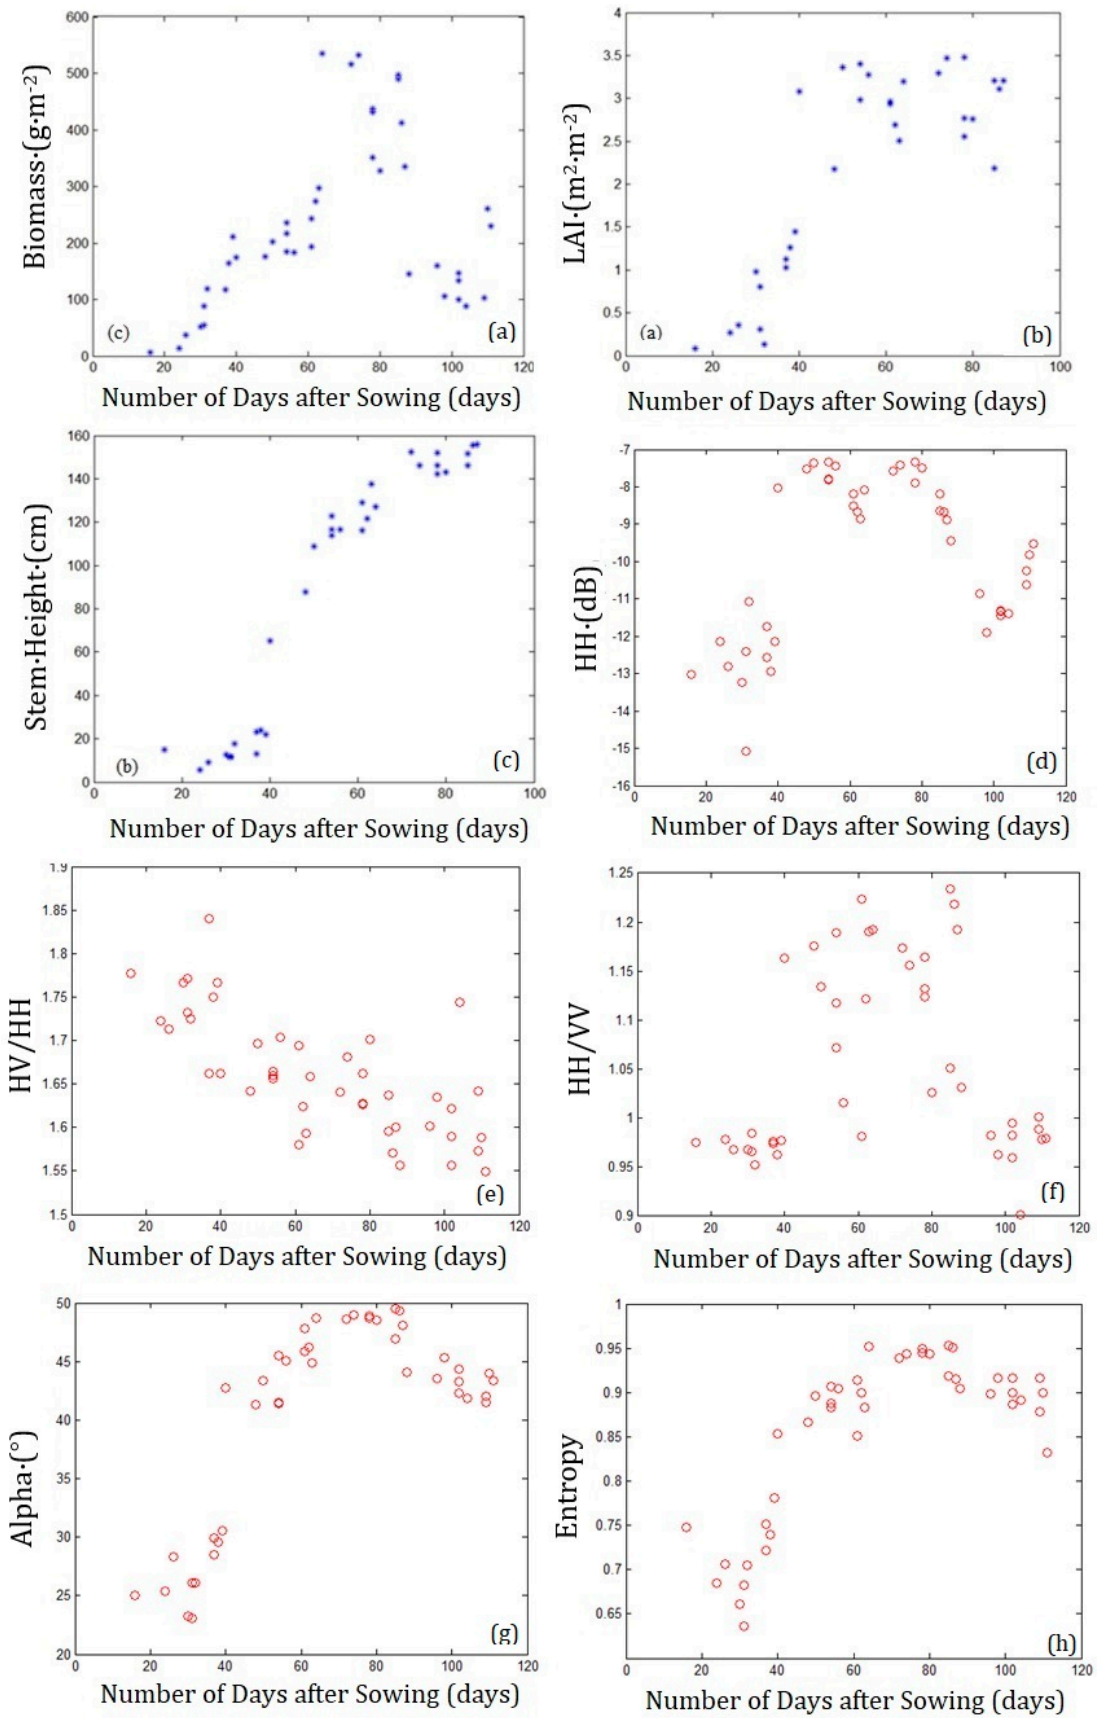 600
500
400
300
200
100
0
Biomass·(g·m⁻²)
(c)
(a)
0 20 40 60 80 100 120
Number of Days after Sowing (days)
4
3.5
3
2.5
2
1.5
1
0.5
0
LAI·(m²·m⁻²)
(a)
(b)
0 20 40 60 80 100
Number of Days after Sowing (days)
160
140
120
100
80
60
40
20
0
Stem·Height·(cm)
(b)
(c)
0 20 40 60 80 100
Number of Days after Sowing (days)
-7
-8
-9
-10
-11
-12
-13
-14
-15
-16
HH·(dB)
(d)
0 20 40 60 80 100 120
Number of Days after Sowing (days)
1.9
1.85
1.8
1.75
1.7
1.65
1.6
1.55
1.5
HV/HH
(e)
0 20 40 60 80 100 120
Number of Days after Sowing (days)
1.25
1.2
1.15
1.1
1.05
1
0.95
0.9
HH/VV
(f)
0 20 40 60 80 100 120
Number of Days after Sowing (days)
50
45
40
35
30
25
20
Alpha·(°)
(g)
0 20 40 60 80 100 120
Number of Days after Sowing (days)
1
0.95
0.9
0.85
0.8
0.75
0.7
0.65
Entropy
(h)
0 20 40 60 80 100 120
Number of Days after Sowing (days)